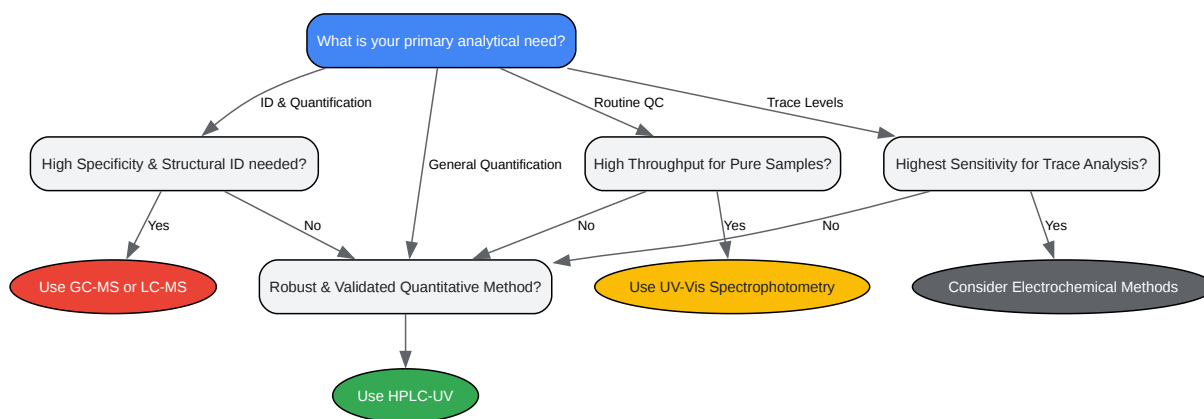 What is your primary analytical need?
ID & Quantification
Routine QC
Trace Levels
High Specificity & Structural ID needed?
General Quantification
High Throughput for Pure Samples?
Highest Sensitivity for Trace Analysis?
Yes
No
No
Yes
No
Yes
Use GC-MS or LC-MS
Robust & Validated Quantitative Method?
Use UV-Vis Spectrophotometry
Consider Electrochemical Methods
Use HPLC-UV